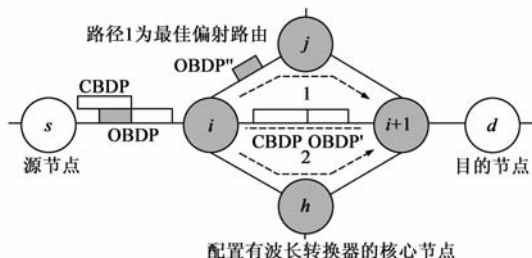 路径1为最佳偏射路由
j
OBDP"
CBDP
1
s
OBDP
i
i+1
d
CBDP OBDP'
源节点
2
目的节点
h
配置有波长转换器的核心节点